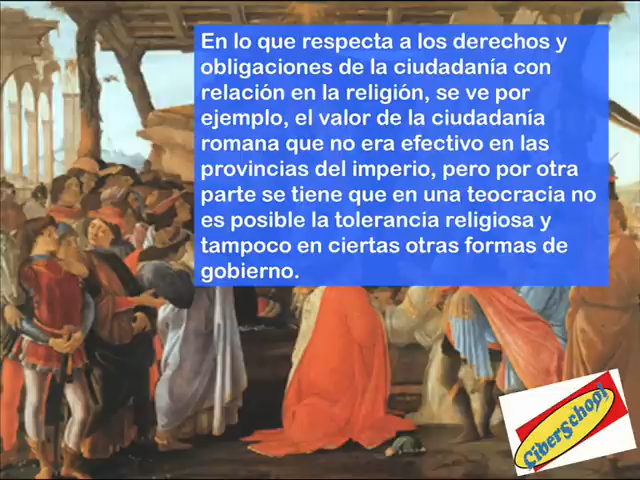 En lo que respecta a los derechos y
obligaciones de la ciudadanía con
relación en la religión, se ve por
ejemplo, el valor de la ciudadanía
romana que no era efectivo en las
provincias del imperio, pero por otra
parte se tiene que en una teocracia no
es posible la tolerancia religiosa y
tampoco en ciertas otras formas de
gobierno.
CiberSchool